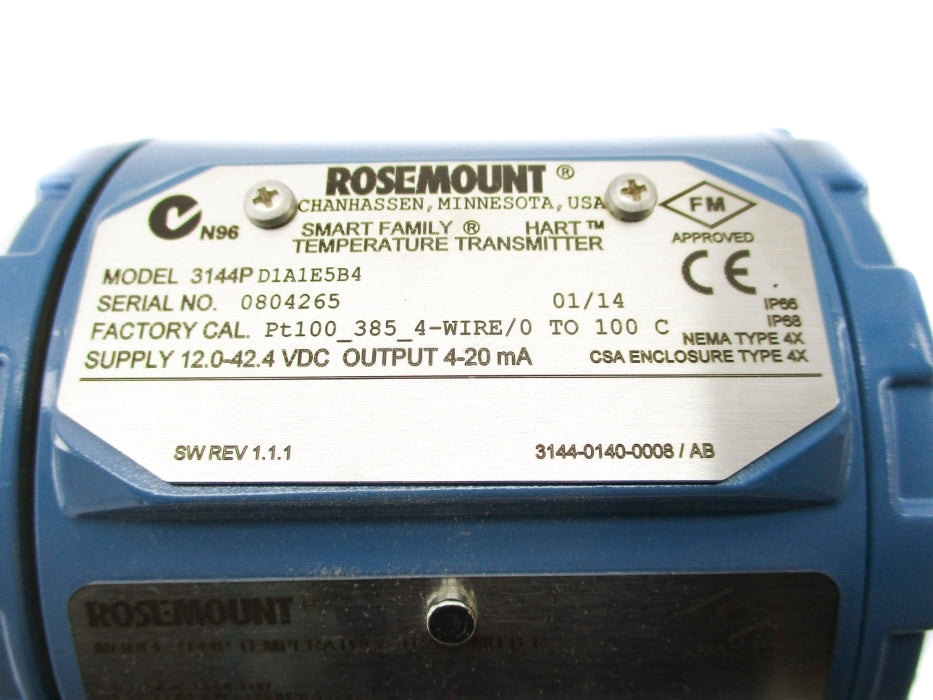 ROSEMOUNT ®
CHANHASSEN, MINNESOTA, USA
N96
SMART FAMILY ® HART ™
TEMPERATURE TRANSMITTER
FM
APPROVED
CE
MODEL 3144P D1A1E5B4
SERIAL NO. 0804265 01/14
IP66
IP68
FACTORY CAL. Pt100_385_4-WIRE/0 TO 100 C
NEMA TYPE 4X
SUPPLY 12.0-42.4 VDC OUTPUT 4-20 mA
CSA ENCLOSURE TYPE 4X
SW REV 1.1.1
3144-0140-0008 / AB
ROSEMOUNT